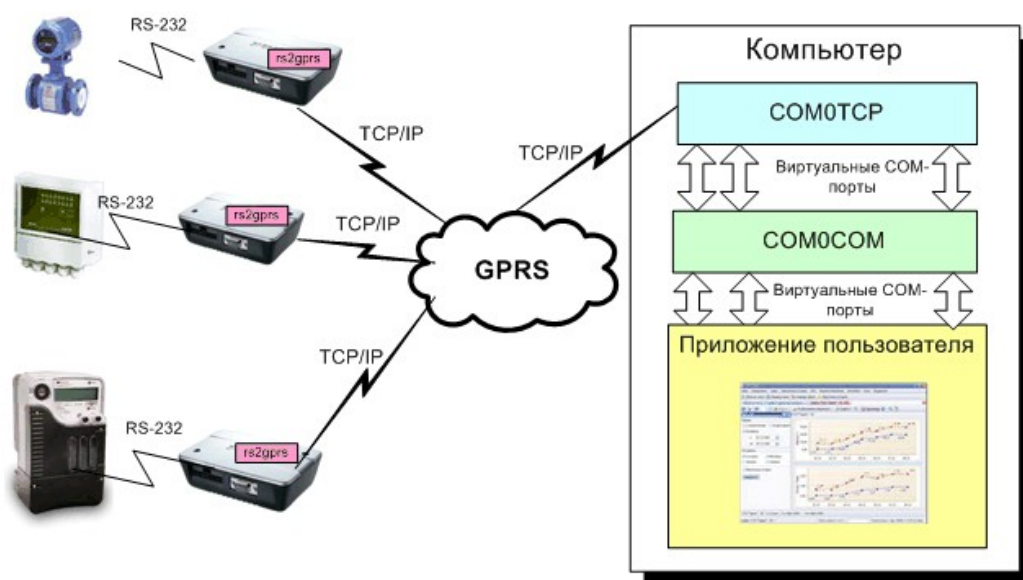 RS-232
rs2gprs
TCP/IP
RS-232
rs2gprs
TCP/IP
RS-232
rs2gprs
TCP/IP
GPRS
TCP/IP
Компьютер
COM0TCP
Виртуальные COM-
порты
COM0COM
Виртуальные COM-
порты
Приложение пользователя